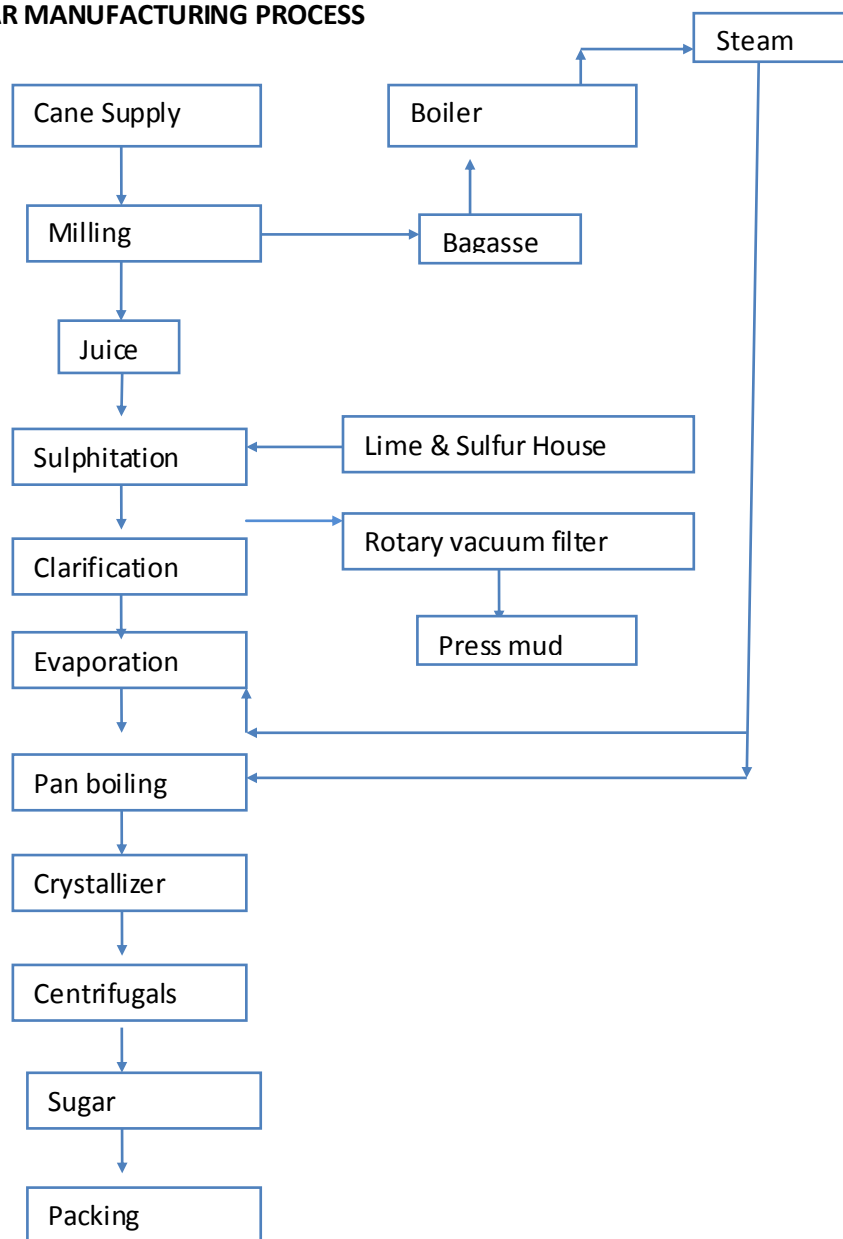 AR MANUFACTURING PROCESS
Steam
Cane Supply
Boiler
Milling
Bagasse
Juice
Sulphitation
Lime & Sulfur House
Rotary vacuum filter
Clarification
Press mud
Evaporation
Pan boiling
Crystallizer
Centrifugals
Sugar
Packing